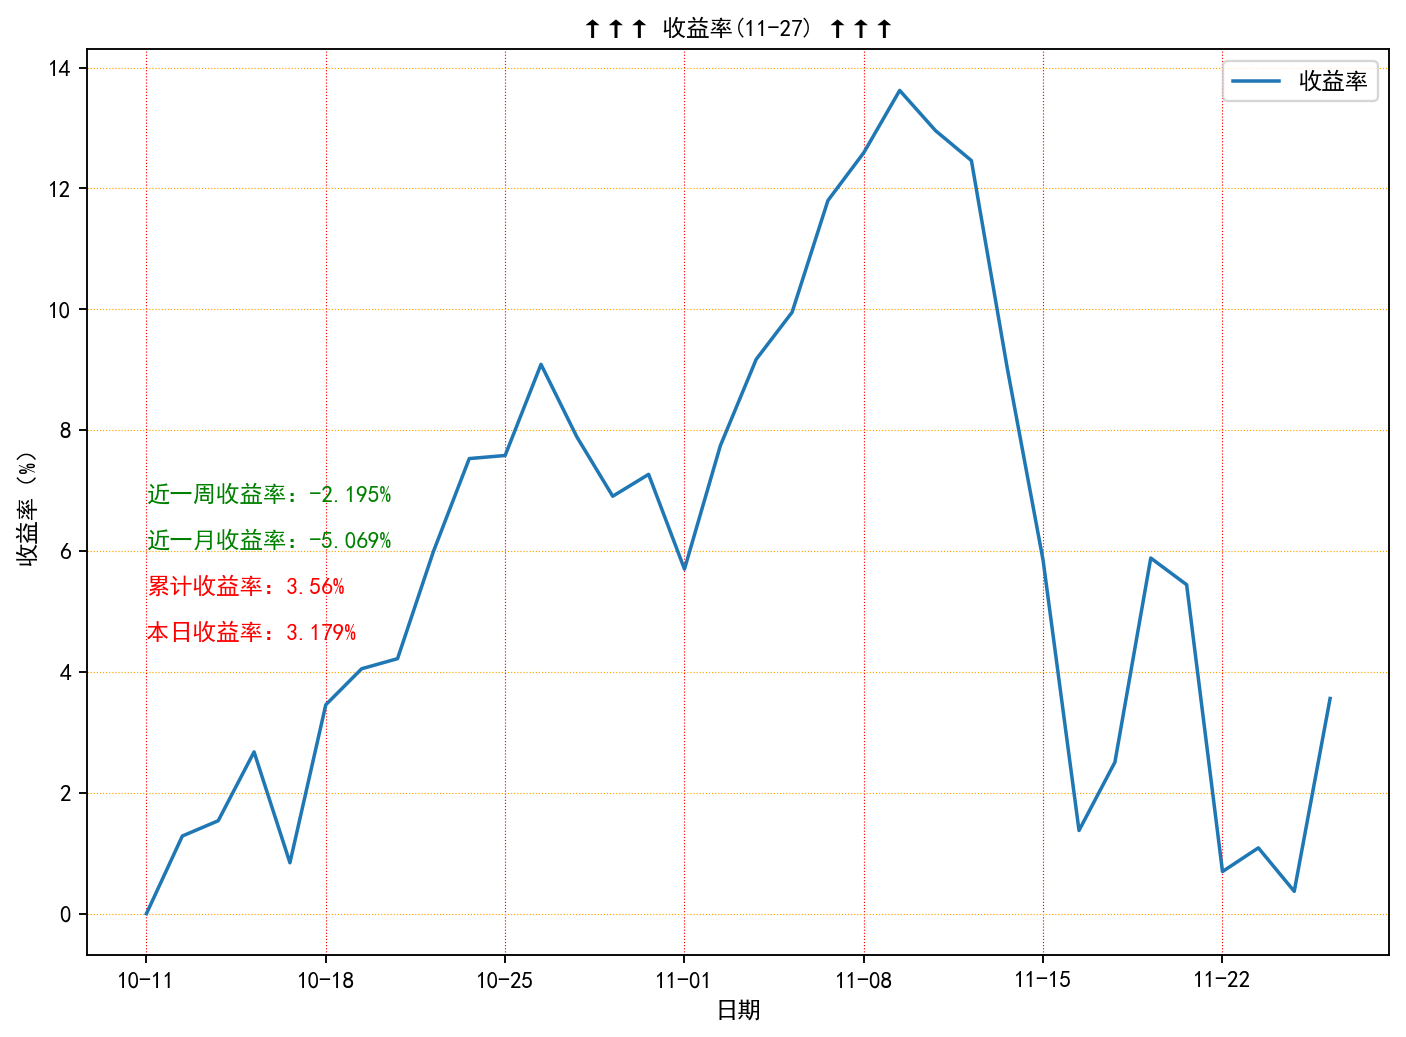 ↑↑↑ 收益率(11-27) ↑↑↑
收益率
14
12
10
8
6
4
2
0
收益率 (%)
近一周收益率: -2.195%
近一月收益率: -5.069%
累计收益率: 3.56%
本日收益率: 3.179%
10-11 10-18 10-25 11-01 11-08 11-15 11-22
日期